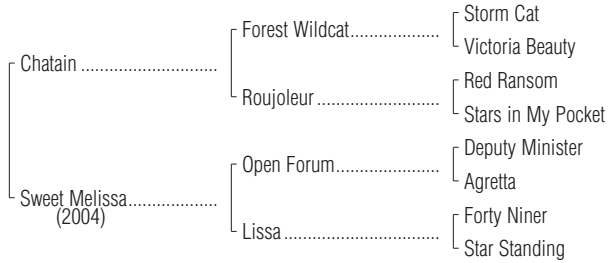 Storm Cat
Forest Wildcat...................
Victoria Beauty
Chatain .............................
Red Ransom
Roujoleur ..........................
Stars in My Pocket
Deputy Minister
Open Forum......................
Agretta
Sweet Melissa...................
(2004)
Forty Niner
Lissa .................................
Star Standing